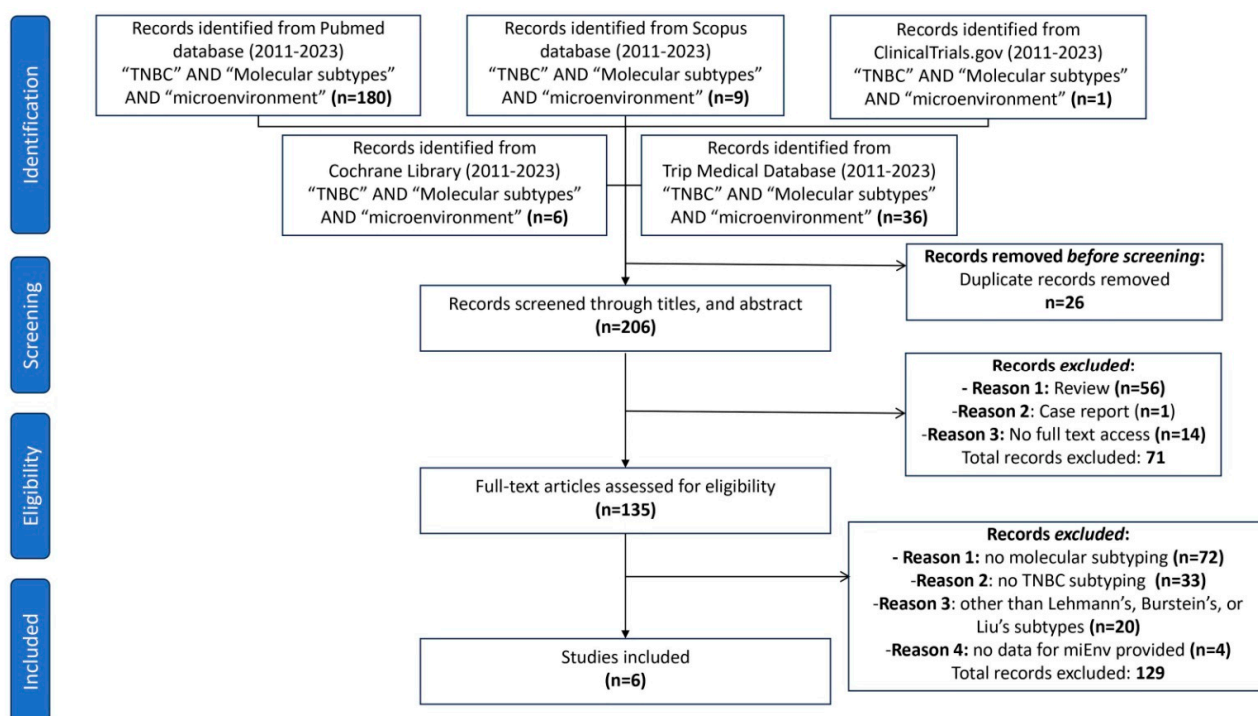 Identification
Records identified from Pubmed
database (2011-2023)
“TNBC” AND “Molecular subtypes”
AND “microenvironment” (n=180)
Records identified from Scopus
database (2011-2023)
“TNBC” AND “Molecular subtypes”
AND “microenvironment” (n=9)
Records identified from
ClinicalTrials.gov (2011-2023)
“TNBC” AND “Molecular subtypes”
AND “microenvironment” (n=1)
Records identified from
Cochrane Library (2011-2023)
“TNBC” AND “Molecular subtypes”
AND “microenvironment” (n=6)
Records identified from
Trip Medical Database (2011-2023)
“TNBC” AND “Molecular subtypes”
AND “microenvironment” (n=36)
Screening
Records removed before screening:
Duplicate records removed
n=26
Records screened through titles, and abstract
(n=206)
Records excluded:
- Reason 1: Review (n=56)
-Reason 2: Case report (n=1)
-Reason 3: No full text access (n=14)
Total records excluded: 71
Eligibility
Full-text articles assessed for eligibility
(n=135)
Records excluded:
- Reason 1: no molecular subtyping (n=72)
-Reason 2: no TNBC subtyping (n=33)
-Reason 3: other than Lehmann’s, Burstein’s, or
Liu’s subtypes (n=20)
-Reason 4: no data for miEnv provided (n=4)
Total records excluded: 129
Included
Studies included
(n=6)